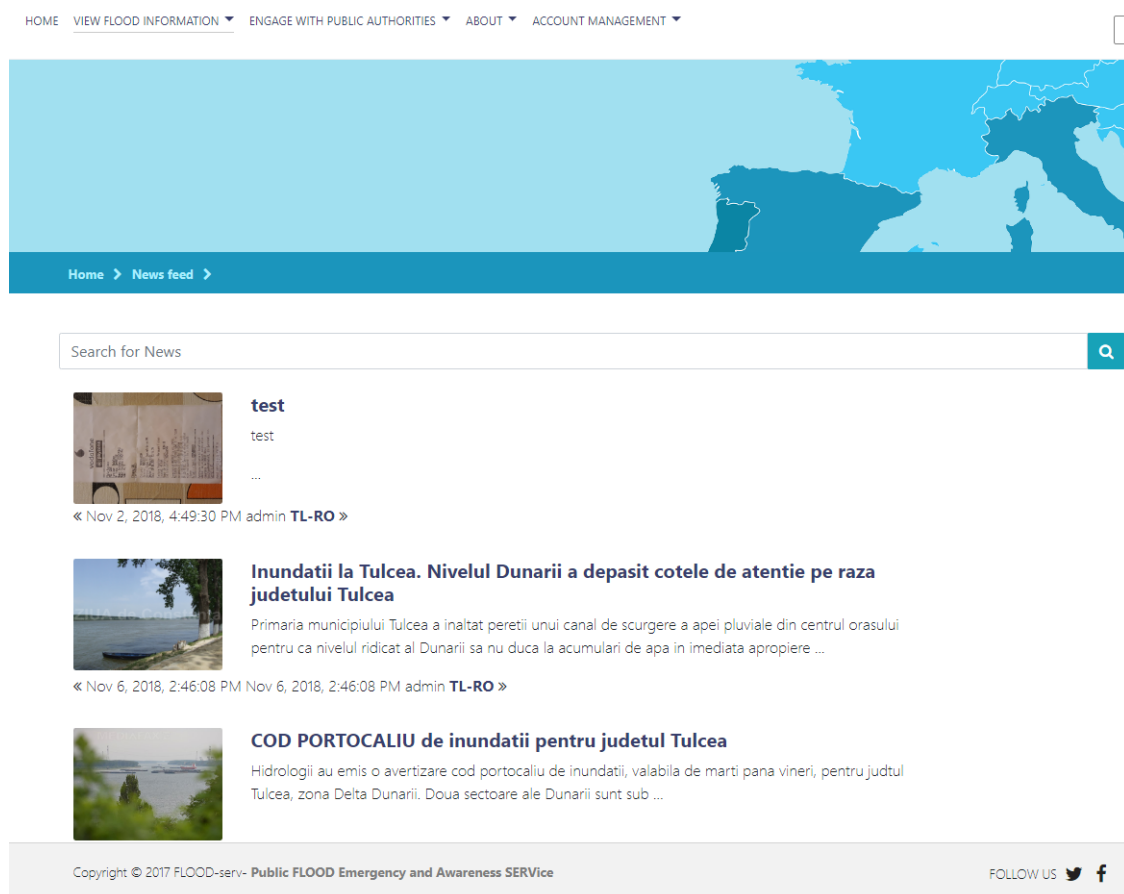 HOME VIEW FLOOD INFORMATION ENGAGE WITH PUBLIC AUTHORITIES ABOUT ACCOUNT MANAGEMENT
Home > News feed >
Search for News
test
test
...
« Nov 2, 2018, 4:49:30 PM admin TL-RO »
Inundatii la Tulcea. Nivelul Dunarii a depasit cotele de atentie pe raza
judetului Tulcea
Primaria municipiului Tulcea a inaltat peretii unui canal de scurgere a apei pluviale din centrul orasului
pentru ca nivelul ridicat al Dunarii sa nu duca la acumulari de apa in imediata apropiere ...
« Nov 6, 2018, 2:46:08 PM Nov 6, 2018, 2:46:08 PM admin TL-RO »
COD PORTOCALIU de inundatii pentru judetul Tulcea
Hidrologii au emis o avertizare cod portocaliu de inundatii, valabila de marti pana vineri, pentru judtul
Tulcea, zona Delta Dunarii. Doua sectoare ale Dunarii sunt sub ...
Copyright © 2017 FLOOD-serv- Public FLOOD Emergency and Awareness SERVice
FOLLOW US